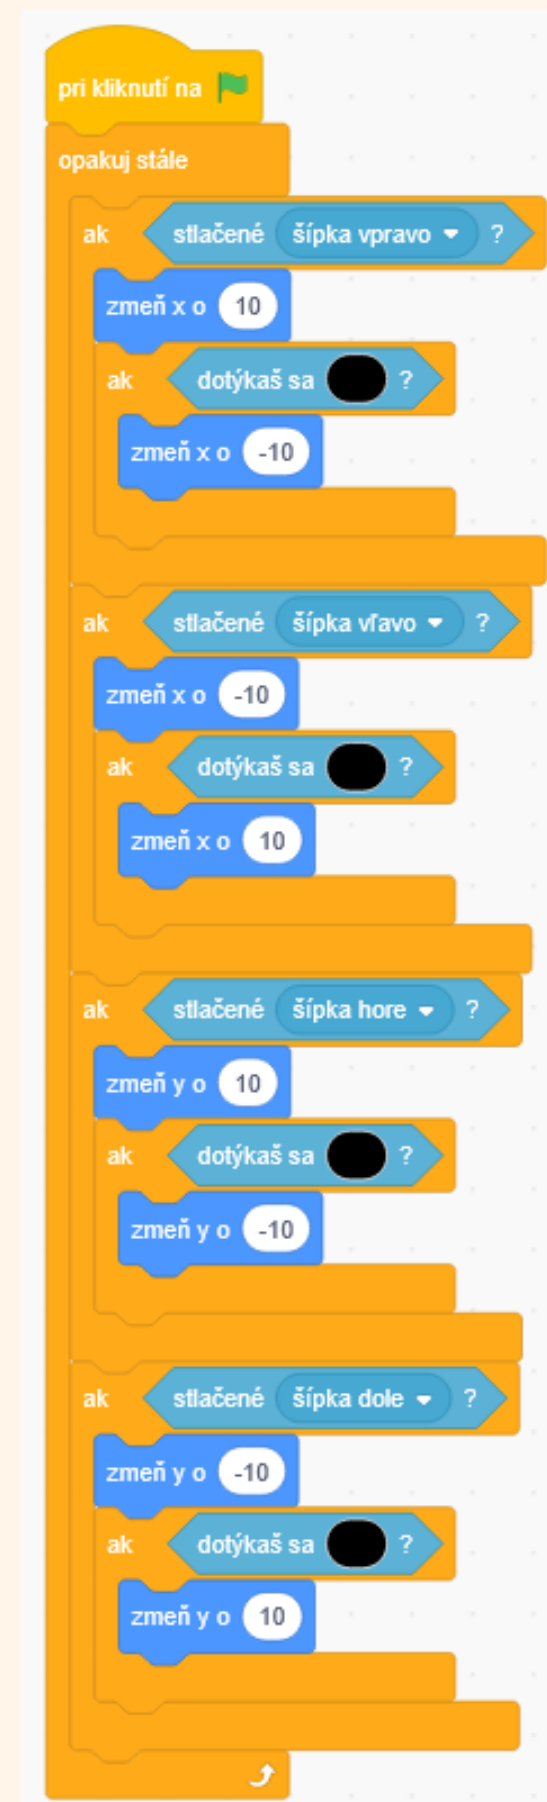 pri kliknutí na
opakuj stále
ak stlačené šípka vpravo ?
zmeň x o 10
ak dotýkaš sa ?
zmeň x o -10
ak stlačené šípka vľavo ?
zmeň x o -10
ak dotýkaš sa ?
zmeň x o 10
ak stlačené šípka hore ?
zmeň y o 10
ak dotýkaš sa ?
zmeň y o -10
ak stlačené šípka dole ?
zmeň y o -10
ak dotýkaš sa ?
zmeň y o 10